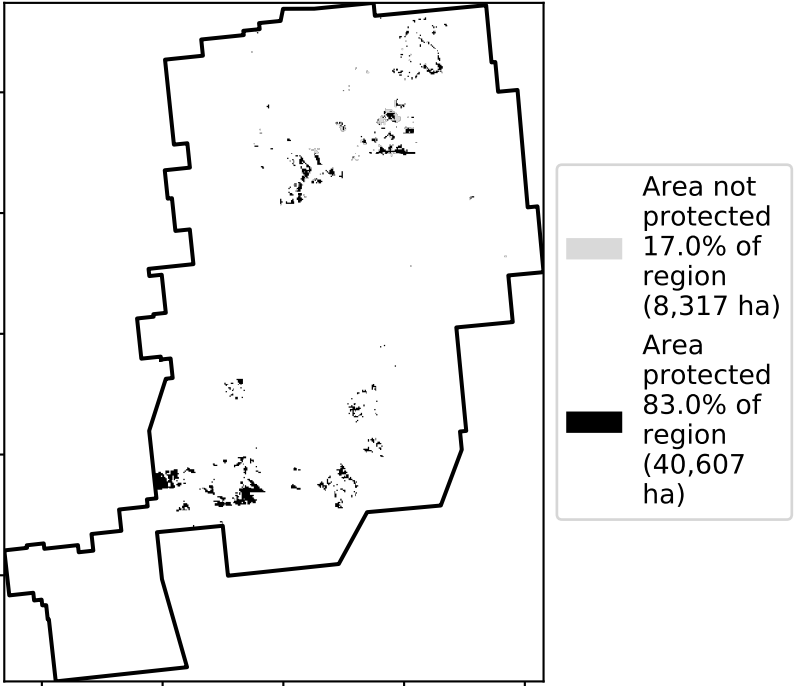 Area not
protected
17.0% of
region
(8,317 ha)
Area
protected
83.0% of
region
(40,607
ha)